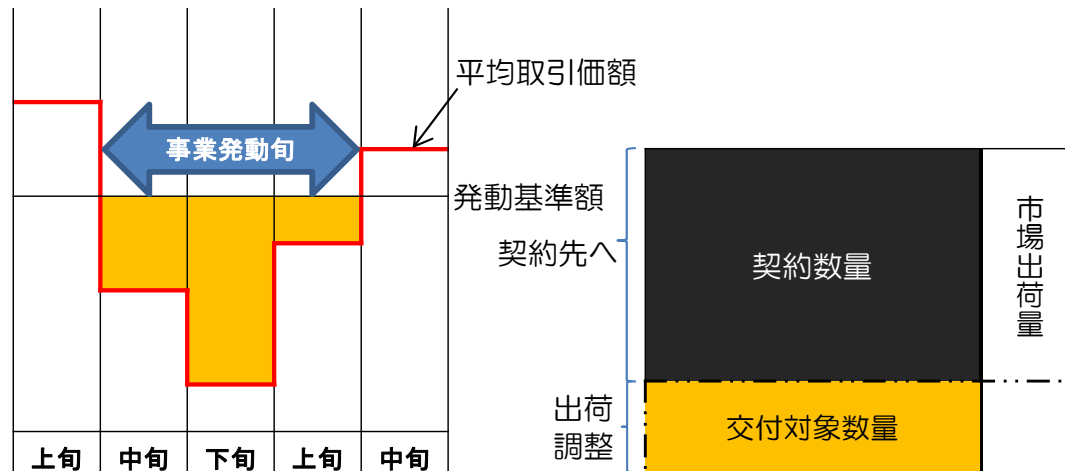 平均取引価額
事業発動旬
発動基準額
上旬
中旬
下旬
上旬
中旬
契約先へ
契約数量
市場出荷量
出荷
調整
交付対象数量